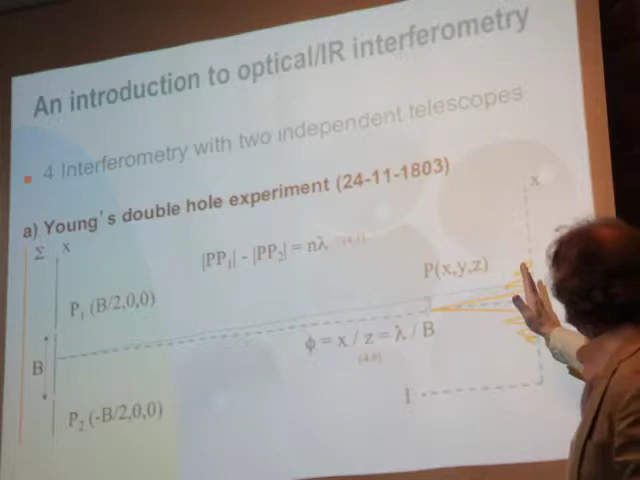 An introduction to optical/IR interferometry
4 Interferometry with two independent telescopes
a) Young's double hole experiment (24-11-1803)
Σ x
x
|PP₁| - |PP₂| = nλ
P(x,y,z)
P₁ (B/2,0,0)
ϕ = x / z = λ / B
B
I
P₂ (-B/2,0,0)